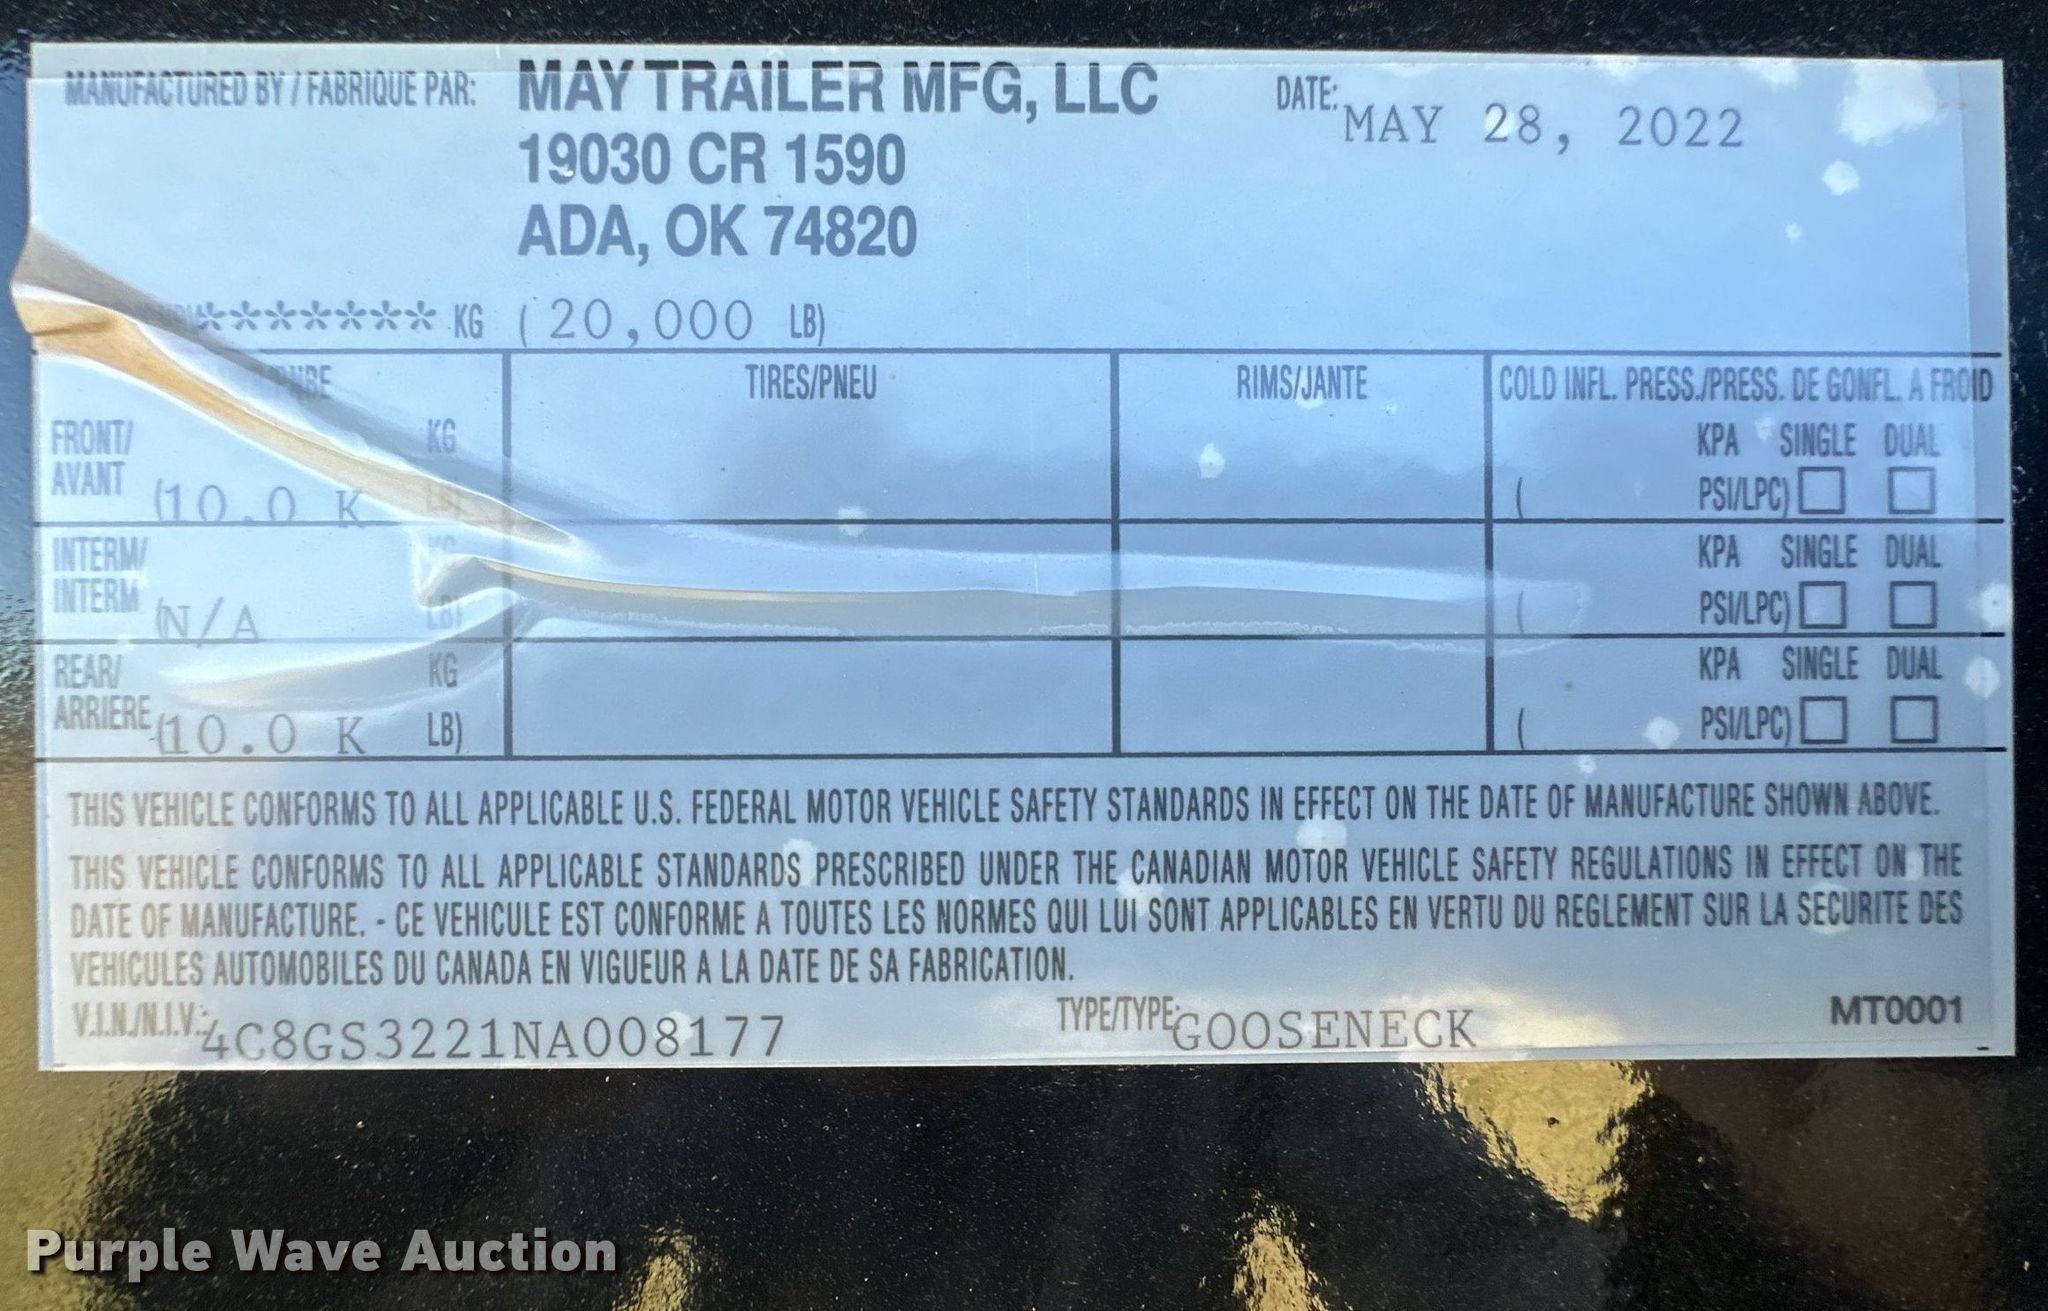 MANUFACTURED BY / FABRIQUE PAR: MAY TRAILER MFG, LLC DATE: MAY 28, 2022
19030 CR 1590
ADA, OK 74820
******* KG (20,000 LB)
TIRES/PNEU RIMS/JANTE COLD INFL. PRESS./PRESS. DE GONFL. A FROID
FRONT/ KG KPA SINGLE DUAL
AVANT (10.0 K LB) ( PSI/LPC)
INTERM/ KG KPA SINGLE DUAL
INTERM (N/A LB) ( PSI/LPC)
REAR/ KG KPA SINGLE DUAL
ARRIERE (10.0 K LB) ( PSI/LPC)
THIS VEHICLE CONFORMS TO ALL APPLICABLE U.S. FEDERAL MOTOR VEHICLE SAFETY STANDARDS IN EFFECT ON THE DATE OF MANUFACTURE SHOWN ABOVE.
THIS VEHICLE CONFORMS TO ALL APPLICABLE STANDARDS PRESCRIBED UNDER THE CANADIAN MOTOR VEHICLE SAFETY REGULATIONS IN EFFECT ON THE
DATE OF MANUFACTURE. - CE VEHICULE EST CONFORME A TOUTES LES NORMES QUI LUI SONT APPLICABLES EN VERTU DU REGLEMENT SUR LA SECURITE DES
VEHICULES AUTOMOBILES DU CANADA EN VIGUEUR A LA DATE DE SA FABRICATION.
V.I.N./N.I.V.: 4C8GS3221NA008177 TYPE/TYPE: GOOSENECK MT0001
Purple Wave Auction